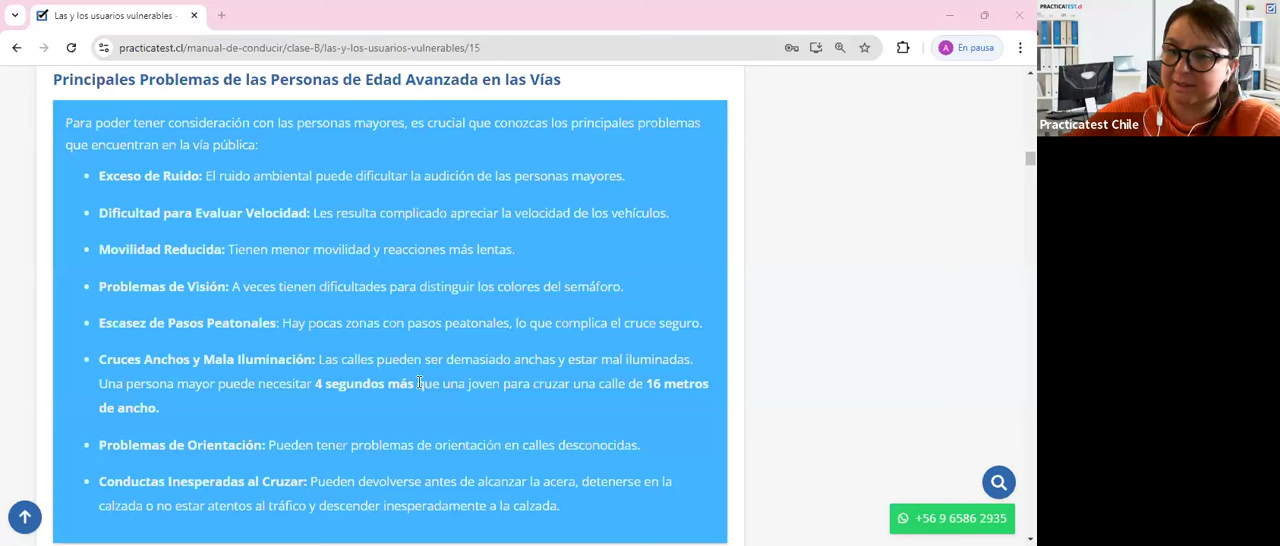 Las y los usuarios vulnerables -
practicatest.cl/manual-de-conducir/clase-B/las-y-los-usuarios-vulnerables/15
A
En pausa
PRACTICATEST.cl
Practicatest Chile
Principales Problemas de las Personas de Edad Avanzada en las Vías
Para poder tener consideración con las personas mayores, es crucial que conozcas los principales problemas
que encuentran en la vía pública:
Exceso de Ruido: El ruido ambiental puede dificultar la audición de las personas mayores.
Dificultad para Evaluar Velocidad: Les resulta complicado apreciar la velocidad de los vehículos.
Movilidad Reducida: Tienen menor movilidad y reacciones más lentas.
Problemas de Visión: A veces tienen dificultades para distinguir los colores del semáforo.
Escasez de Pasos Peatonales: Hay pocas zonas con pasos peatonales, lo que complica el cruce seguro.
Cruces Anchos y Mala Iluminación: Las calles pueden ser demasiado anchas y estar mal iluminadas.
Una persona mayor puede necesitar 4 segundos más que una joven para cruzar una calle de 16 metros
de ancho.
Problemas de Orientación: Pueden tener problemas de orientación en calles desconocidas.
Conductas Inesperadas al Cruzar: Pueden devolverse antes de alcanzar la acera, detenerse en la
calzada o no estar atentos al tráfico y descender inesperadamente a la calzada.
+56 9 6586 2935